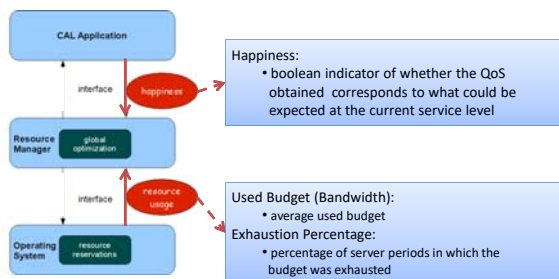 CAL Application
interface
happiness
Resource
Manager
global
optimization
interface
resource
usage
Operating
System
resource
reservations
Happiness:
• boolean indicator of whether the QoS
obtained corresponds to what could be
expected at the current service level
Used Budget (Bandwidth):
• average used budget
Exhaustion Percentage:
• percentage of server periods in which the
budget was exhausted